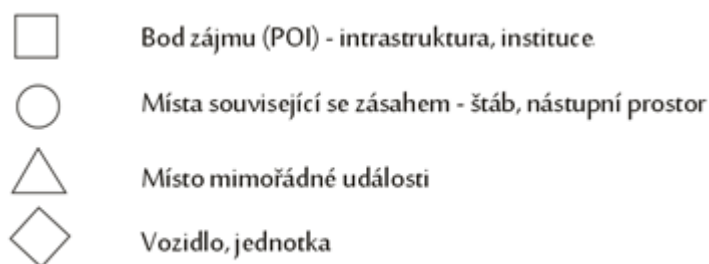 Bod zájmu (POI) - intrastruktura, instituce
Místa související se zásahem - štáb, nástupní prostor
Místo mimořádné události
Vozidlo, jednotka